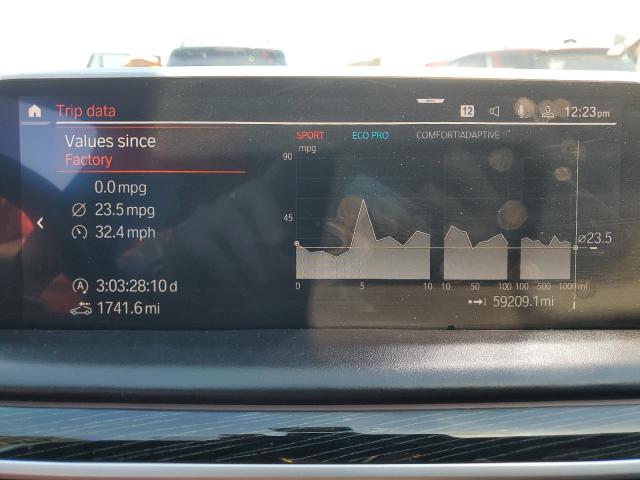 Trip data
12
12:23pm
Values since
Factory
0.0 mpg
23.5 mpg
32.4 mph
3:03:28:10 d
1741.6 mi
SPORT ECO PRO COMFORT/ADAPTIVE
mpg
90
45
⌀23.5
0 5 10 10 50 100 100 500 1000 mi
59209.1 mi